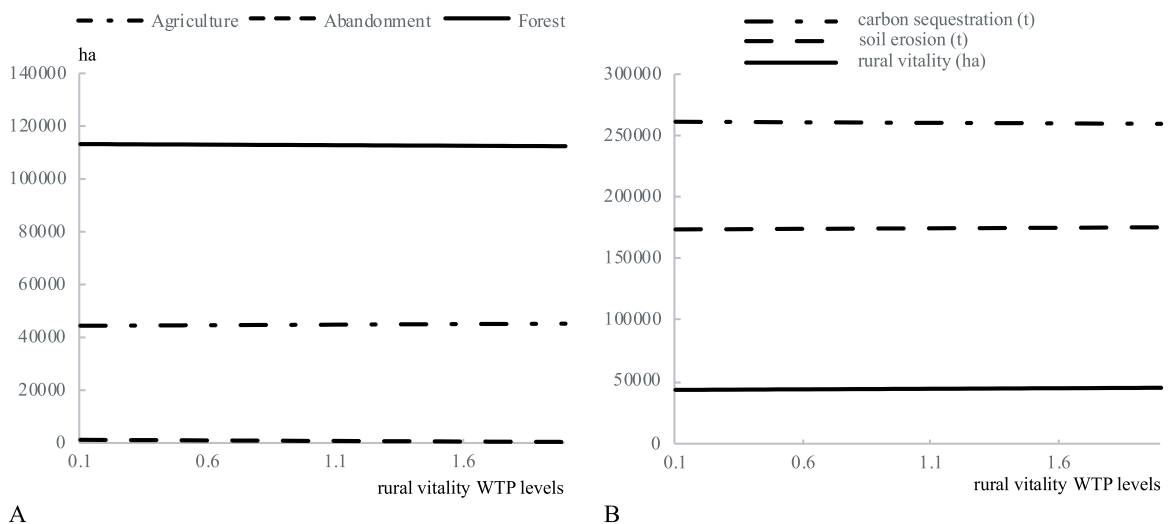 Agriculture Abandonment Forest
ha
140000
120000
100000
80000
60000
40000
20000
0
0.1 0.6 1.1 1.6
rural vitality WTP levels
A
carbon sequestration (t)
soil erosion (t)
rural vitality (ha)
300000
250000
200000
150000
100000
50000
0
0.1 0.6 1.1 1.6
rural vitality WTP levels
B